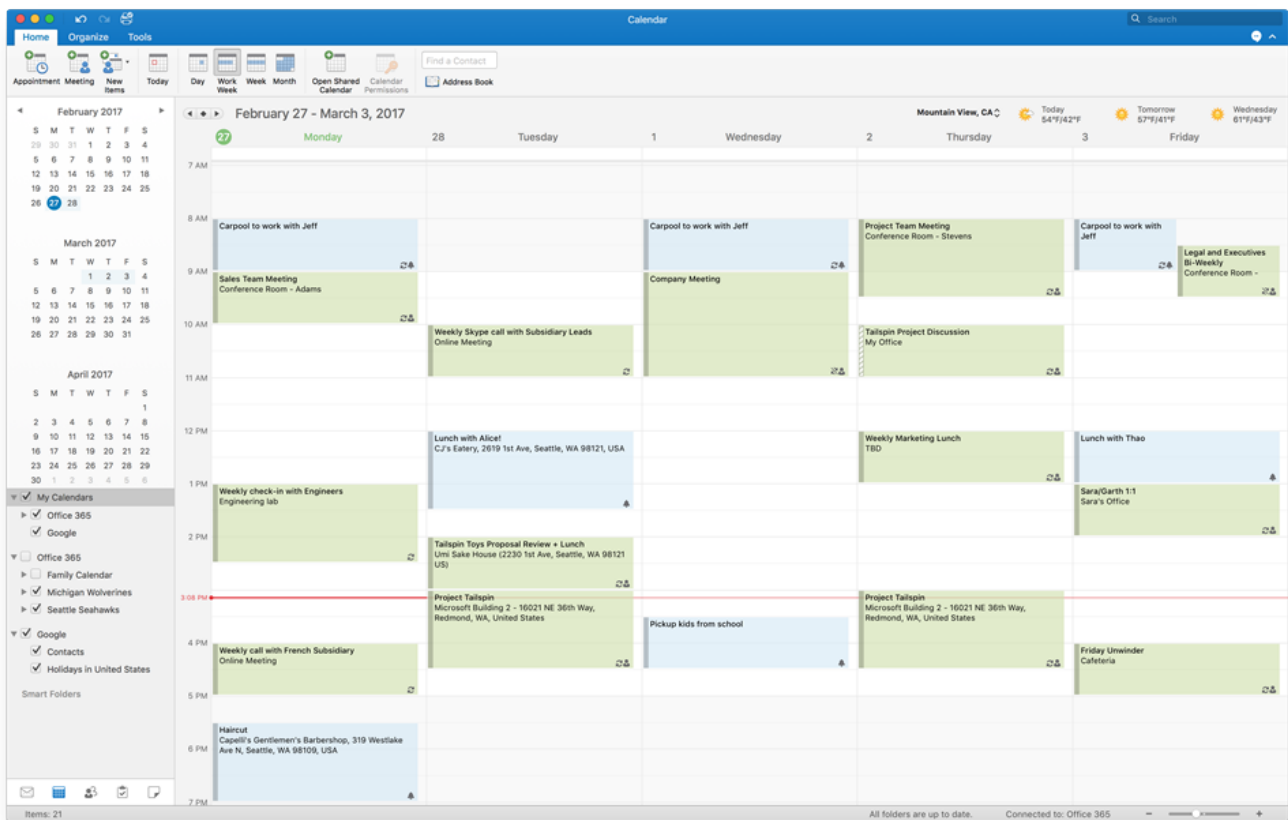 Calendar
Search
Home Organize Tools
Appointment Meeting New Items Today Day Work Week Week Month Open Shared Calendar Calendar Permissions
Find a Contact
Address Book
February 2017
S M T W T F S
29 30 31 1 2 3 4
5 6 7 8 9 10 11
12 13 14 15 16 17 18
19 20 21 22 23 24 25
26 27 28
March 2017
S M T W T F S
1 2 3 4
5 6 7 8 9 10 11
12 13 14 15 16 17 18
19 20 21 22 23 24 25
26 27 28 29 30 31
April 2017
S M T W T F S
1
2 3 4 5 6 7 8
9 10 11 12 13 14 15
16 17 18 19 20 21 22
23 24 25 26 27 28 29
30 1 2 3 4 5 6
My Calendars
Office 365
Google
Office 365
Family Calendar
Michigan Wolverines
Seattle Seahawks
Google
Contacts
Holidays in United States
Smart Folders
February 27 - March 3, 2017
Mountain View, CA
Today
54°F/42°F
Tomorrow
57°F/41°F
Wednesday
61°F/43°F
27 Monday 28 Tuesday 1 Wednesday 2 Thursday 3 Friday
7 AM
8 AM
9 AM
10 AM
11 AM
12 PM
1 PM
2 PM
3:08 PM
4 PM
5 PM
6 PM
7 PM
Carpool to work with Jeff
Sales Team Meeting
Conference Room - Adams
Weekly check-in with Engineers
Engineering lab
Weekly call with French Subsidiary
Online Meeting
Haircut
Capelli's Gentlemen's Barbershop, 319 Westlake
Ave N, Seattle, WA 98109, USA
Weekly Skype call with Subsidiary Leads
Online Meeting
Lunch with Alice!
CJ's Eatery, 2619 1st Ave, Seattle, WA 98121, USA
Tailspin Toys Proposal Review + Lunch
Umi Sake House (2230 1st Ave, Seattle, WA 98121
US)
Project Tailspin
Microsoft Building 2 - 16021 NE 36th Way,
Redmond, WA, United States
Carpool to work with Jeff
Company Meeting
Pickup kids from school
Project Team Meeting
Conference Room - Stevens
Tailspin Project Discussion
My Office
Weekly Marketing Lunch
TBD
Project Tailspin
Microsoft Building 2 - 16021 NE 36th Way,
Redmond, WA, United States
Carpool to work with
Jeff
Legal and Executives
Bi-Weekly
Conference Room -
Lunch with Thao
Sara/Garth 1:1
Sara's Office
Friday Unwinder
Cafeteria
Items: 21
All folders are up to date.
Connected to: Office 365